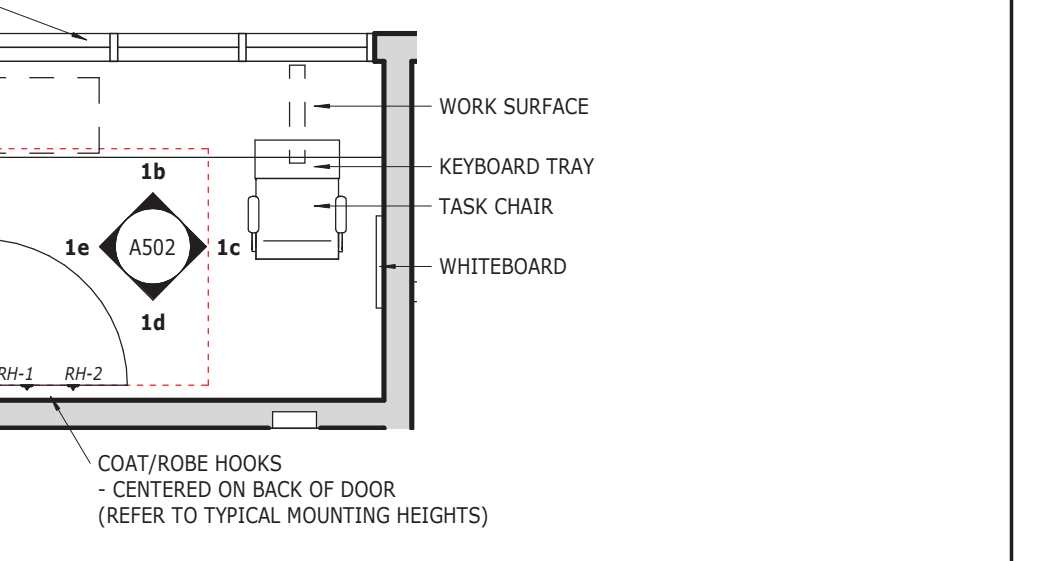 WORK SURFACE
KEYBOARD TRAY
1b
TASK CHAIR
1e A502 1c
WHITEBOARD
1d
RH-1 RH-2
COAT/ROBE HOOKS
- CENTERED ON BACK OF DOOR
(REFER TO TYPICAL MOUNTING HEIGHTS)